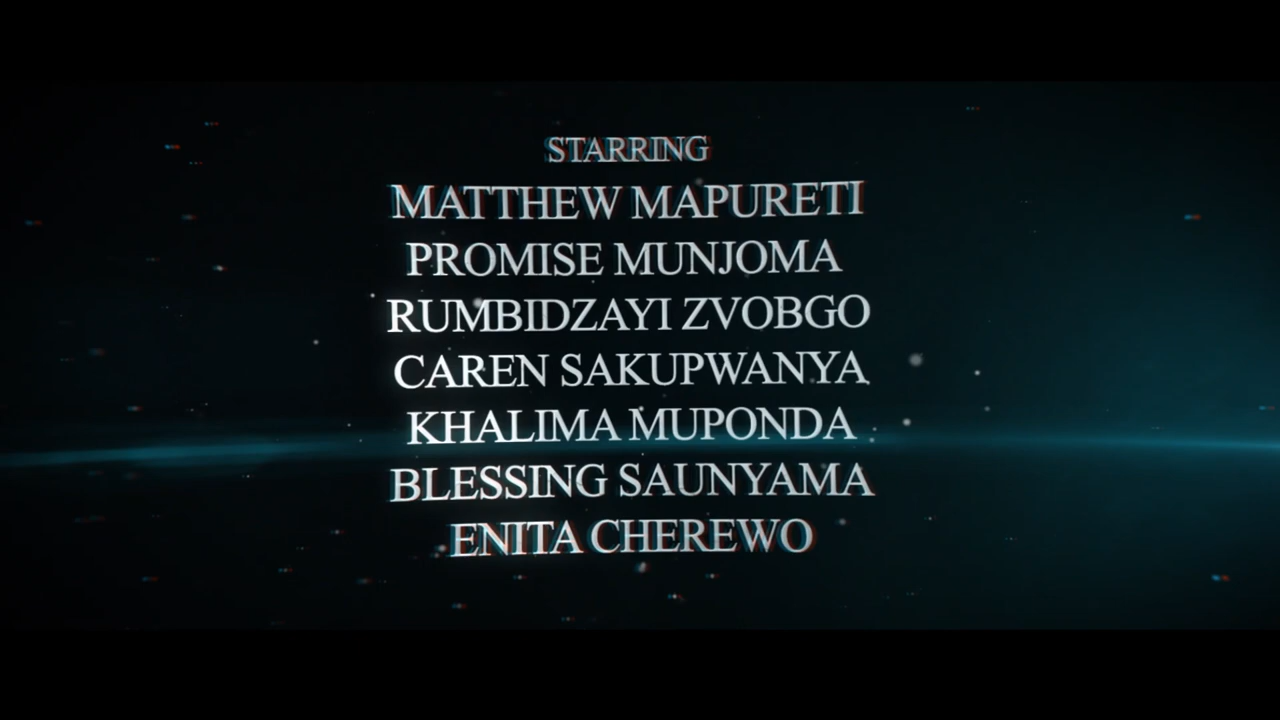 STARRING
MATTHEW MAPURETI
PROMISE MUNJOMA
RUMBIDZAYI ZVOBGO
CAREN SAKUPWANYA
KHALIMA MUPONDA
BLESSING SAUNYAMA
ENITA CHEREWO